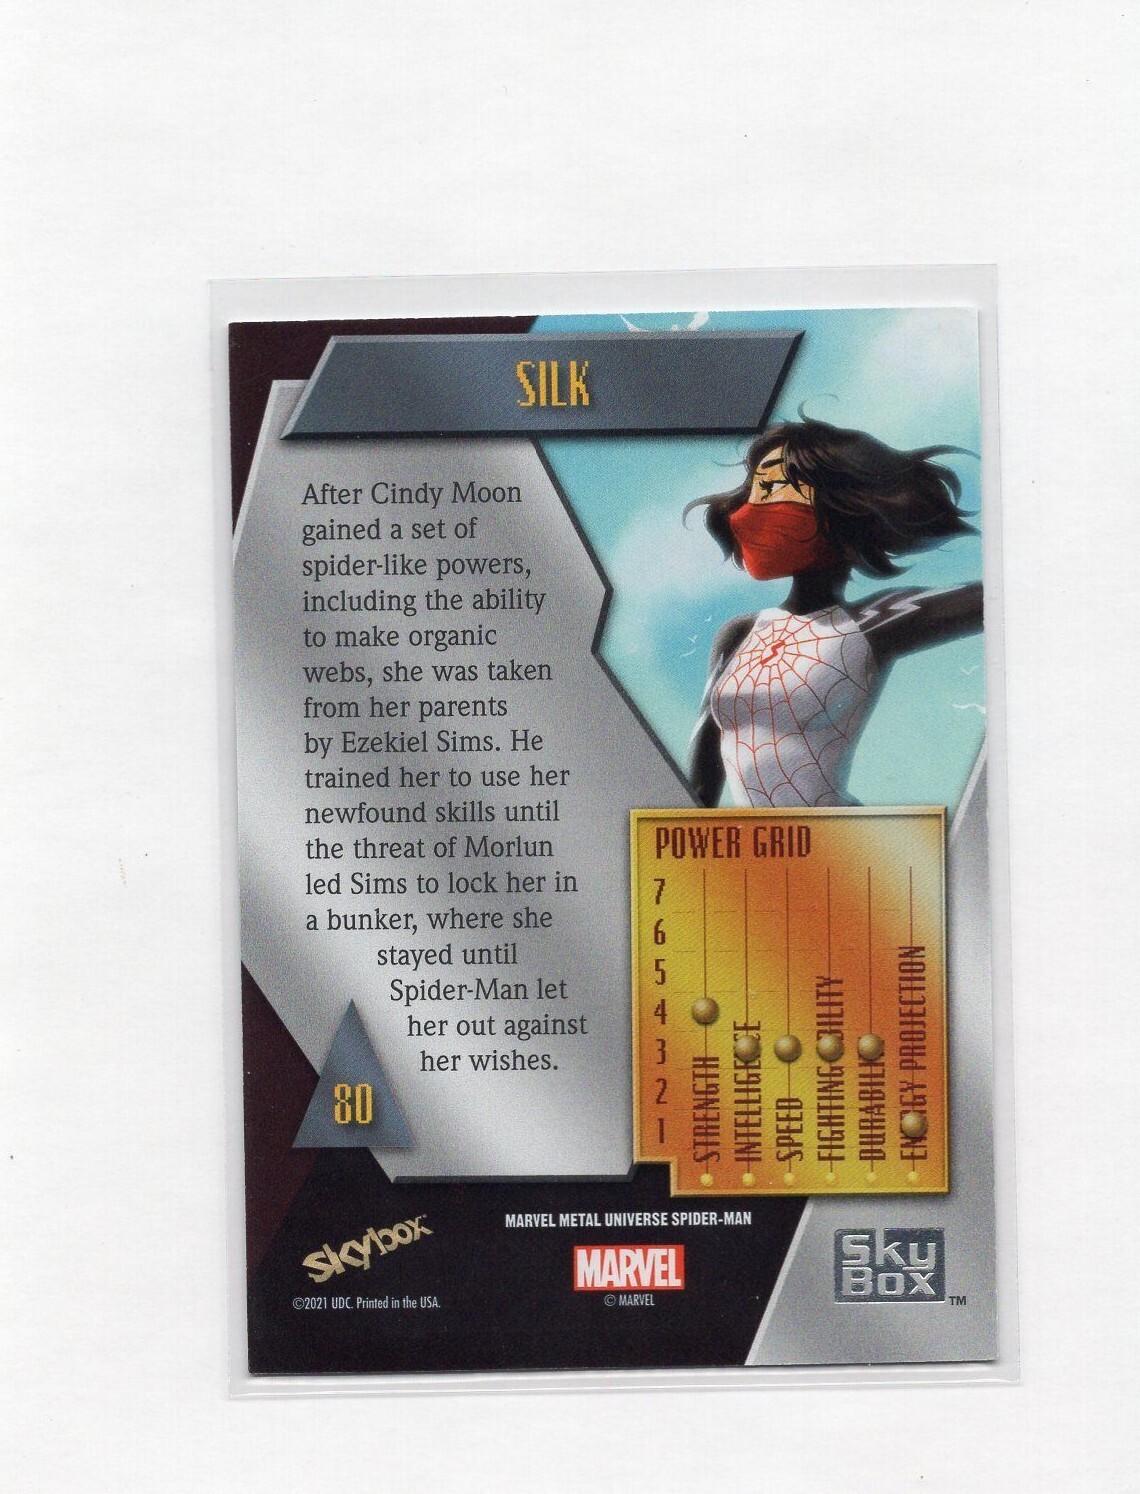 SILK
After Cindy Moon
gained a set of
spider-like powers,
including the ability
to make organic
webs, she was taken
from her parents
by Ezekiel Sims. He
trained her to use her
newfound skills until
the threat of Morlun
led Sims to lock her in
a bunker, where she
stayed until
Spider-Man let
her out against
her wishes.
80
POWER GRID
7
6
5
4
3
2
1
STRENGTH
INTELLIGENCE
SPEED
FIGHTING ABILITY
DURABILITY
ENERGY PROJECTION
Skybox
©2021 UDC. Printed in the USA.
MARVEL METAL UNIVERSE SPIDER-MAN
MARVEL
© MARVEL
SkyBox™